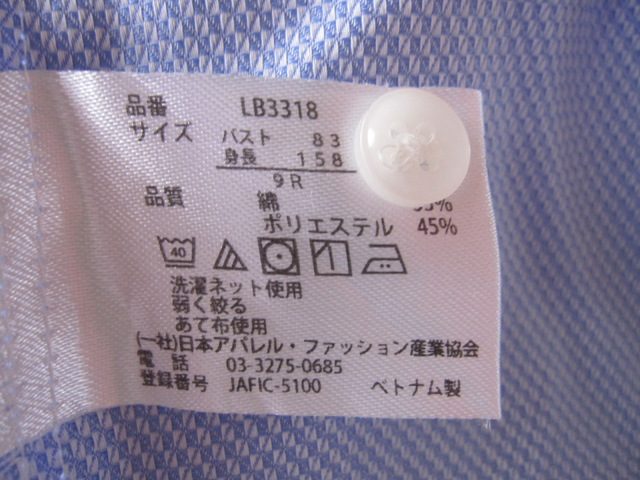 品番 LB3318
サイズ バスト 83
身長 158
9R
品質 綿 55%
ポリエステル 45%
40
洗濯ネット使用
弱く絞る
あて布使用
(一社)日本アパレル・ファッション産業協会
電話 03-3275-0685
登録番号 JAFIC-5100 ベトナム製